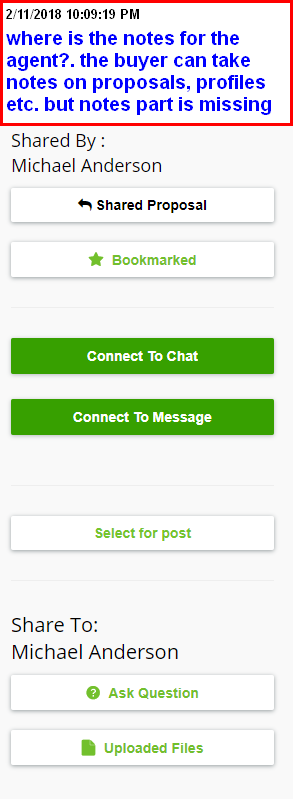 2/11/2018 10:09:19 PM
where is the notes for the
agent?. the buyer can take
notes on proposals, profiles
etc. but notes part is missing
Shared By :
Michael Anderson
Shared Proposal
Bookmarked
Connect To Chat
Connect To Message
Select for post
Share To:
Michael Anderson
Ask Question
Uploaded Files